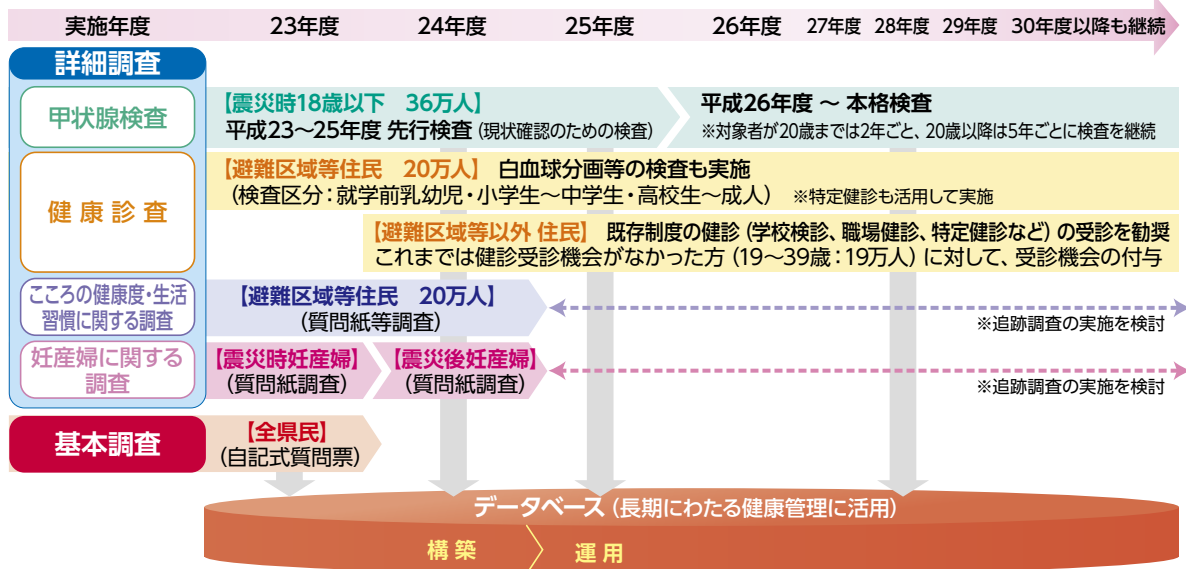 実施年度 23年度 24年度 25年度 26年度 27年度 28年度 29年度 30年度以降も継続
詳細調査
甲状腺検査
【震災時18歳以下 36万人】
平成23〜25年度 先行検査 (現状確認のための検査)
平成26年度 〜 本格検査
※対象者が20歳までは2年ごと、20歳以降は5年ごとに検査を継続
健康診査
【避難区域等住民 20万人】 白血球分画等の検査も実施
(検査区分:就学前乳幼児・小学生〜中学生・高校生〜成人) ※特定健診も活用して実施
【避難区域等以外 住民】 既存制度の健診 (学校検診、職場健診、特定健診など) の受診を勧奨
これまでは健診受診機会がなかった方 (19〜39歳:19万人) に対して、受診機会の付与
こころの健康度・生活
習慣に関する調査
【避難区域等住民 20万人】
(質問紙等調査)
※追跡調査の実施を検討
妊産婦に関する
調査
【震災時妊産婦】
(質問紙調査)
【震災後妊産婦】
(質問紙調査)
※追跡調査の実施を検討
基本調査
【全県民】
(自記式質問票)
データベース (長期にわたる健康管理に活用)
構築 運用